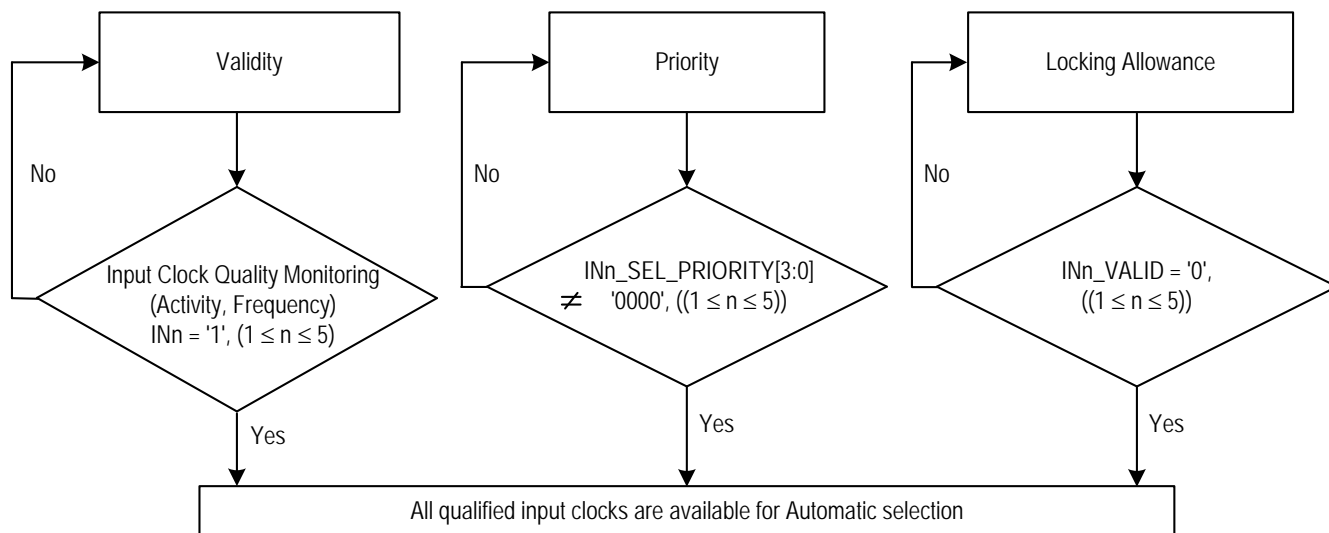 Validity
Priority
Locking Allowance
No
No
No
Input Clock Quality Monitoring
(Activity, Frequency)
INn = '1', (1 ≤ n ≤ 5)
INn_SEL_PRIORITY[3:0]
≠ '0000', ((1 ≤ n ≤ 5))
INn_VALID = '0',
((1 ≤ n ≤ 5))
Yes
Yes
Yes
All qualified input clocks are available for Automatic selection